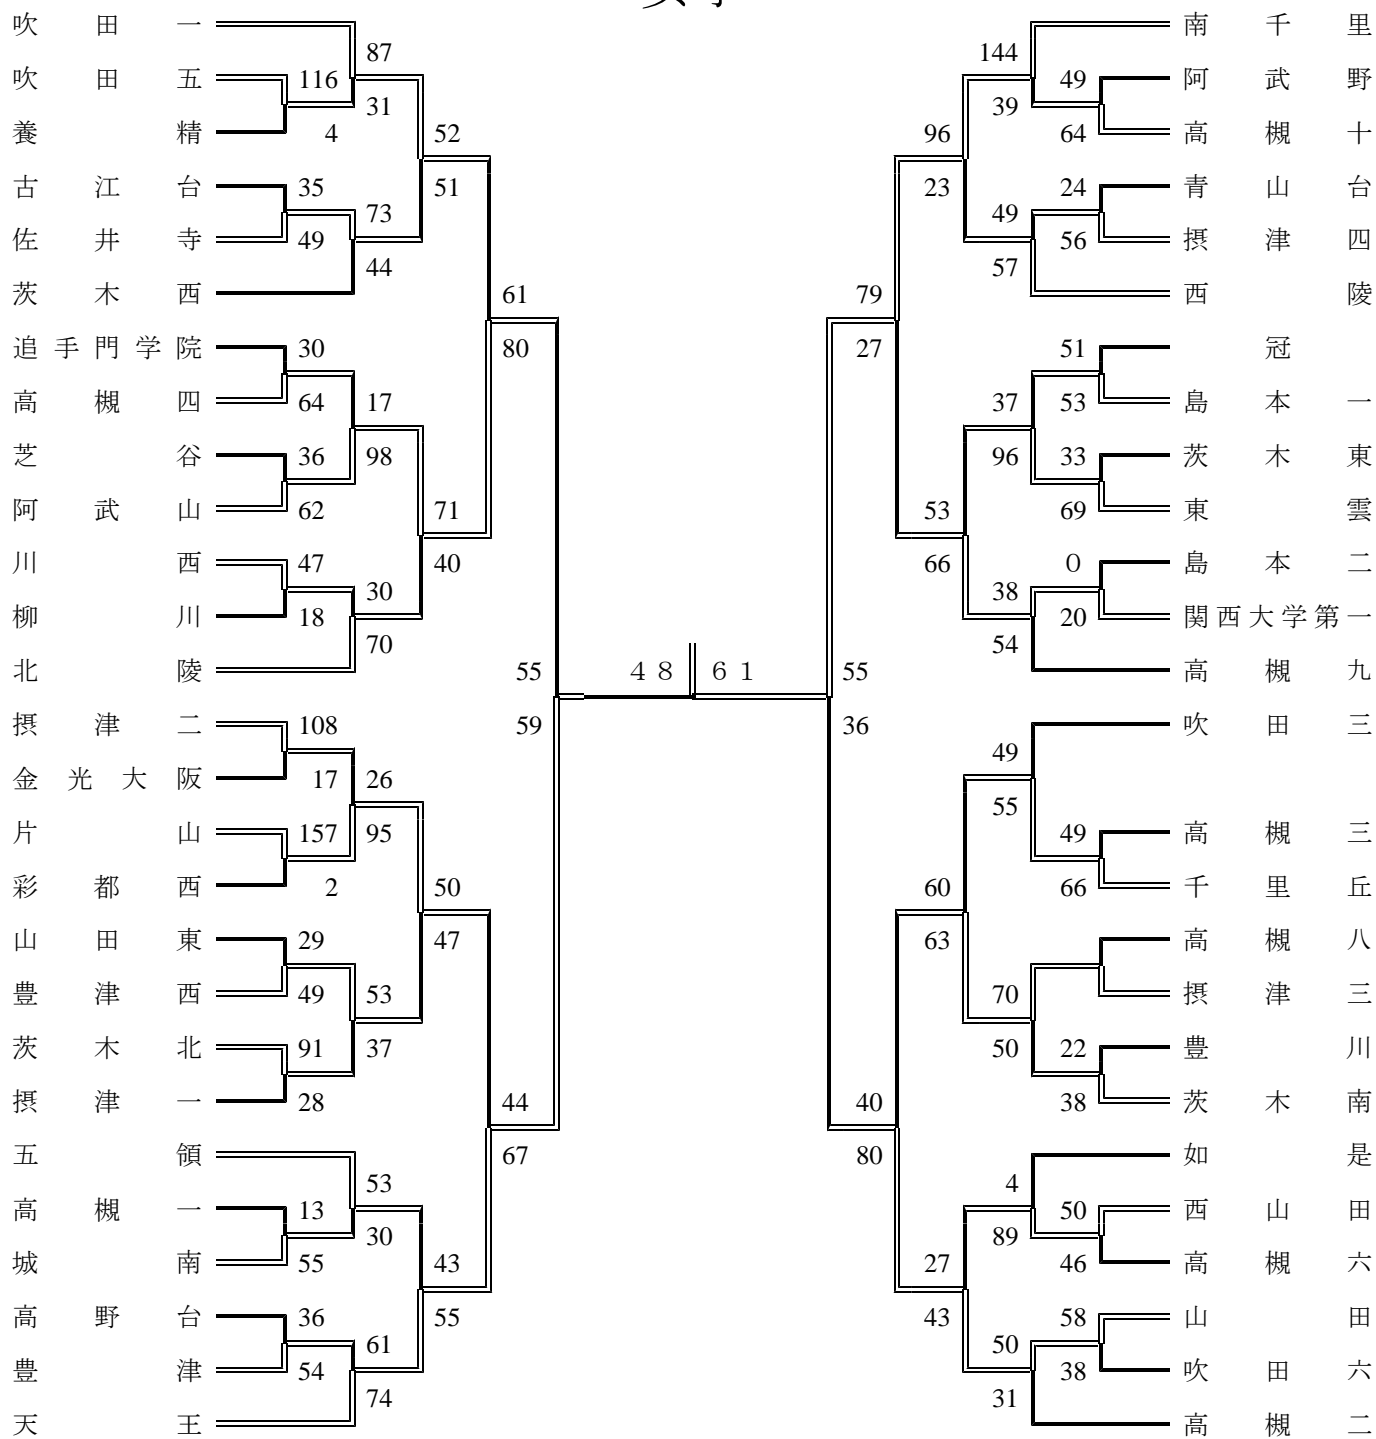 吹田一 南千里
87 144
吹田五 116 49 阿武野
31 39
養精 4 52 96 64 高槻十
古江台 35 51 23 24 青山台
73 49
佐井寺 49 56 摂津四
44 57
茨木西 61 79 西陵
追手門学院 30 80 27 51 冠
高槻四 64 17 37 53 島本一
芝谷 36 98 96 33 茨木東
阿武山 62 71 53 69 東雲
川西 47 40 66 0 島本二
30 38
柳川 18 20 関西大学第一
70 54
北陵 55 48 61 55 高槻九
摂津二 108 59 36 吹田三
49
金光大阪 17 26
55
片山 157 95 49 高槻三
彩都西 2 50 60 66 千里丘
山田東 29 47 63 高槻八
豊津西 49 53 70 摂津三
茨木北 91 37 50 22 豊川
摂津一 28 44 40 38 茨木南
五領 67 80 如是
53 4
高槻一 13 50 西山田
30 89
城南 55 43 27 46 高槻六
高野台 36 55 43 58 山田
61 50
豊津 54 38 吹田六
74 31
天王 高槻二